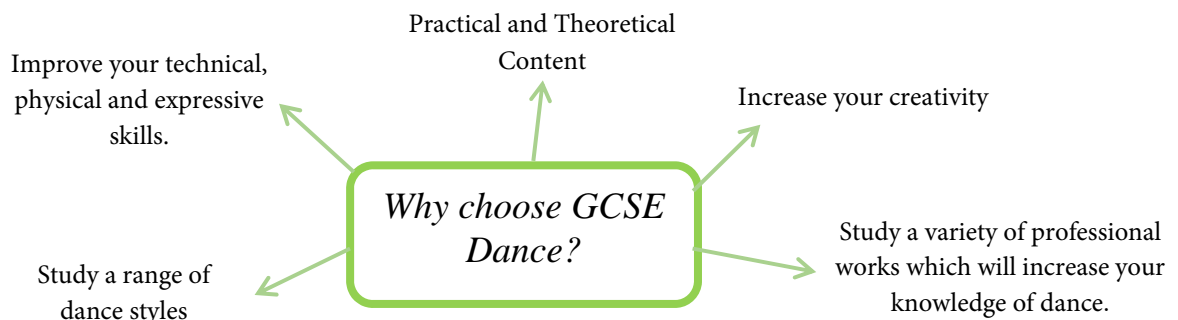 Practical and Theoretical
Content
Improve your technical,
physical and expressive
skills.
Increase your creativity
Why choose GCSE
Dance?
Study a variety of professional
works which will increase your
knowledge of dance.
Study a range of
dance styles